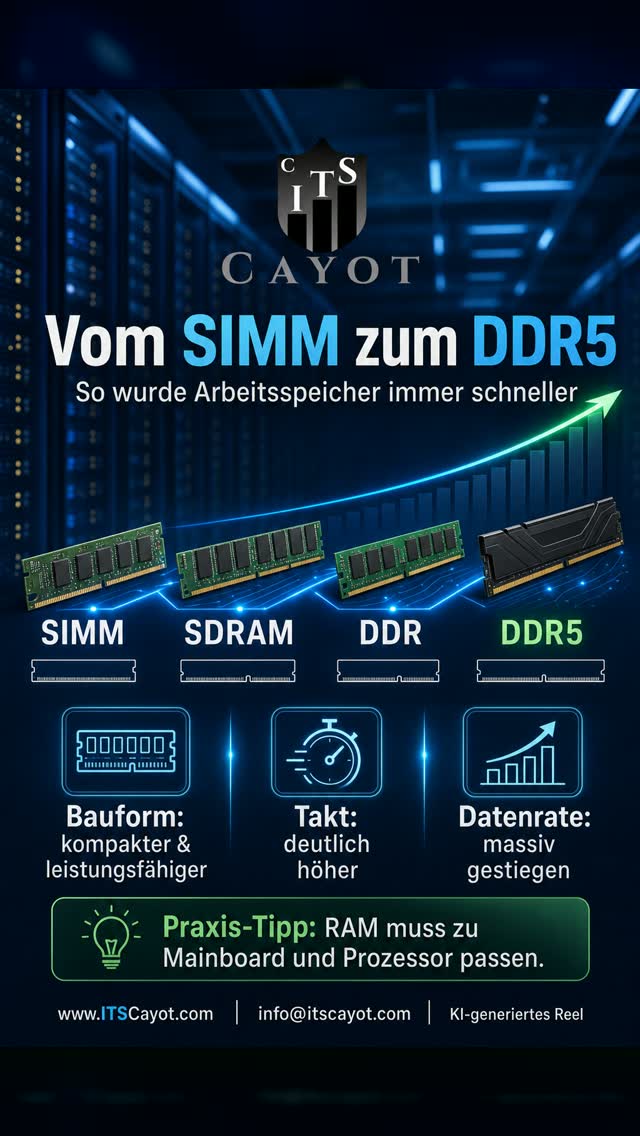 C ITS
CAYOT
Vom SIMM zum DDR5
So wurde Arbeitsspeicher immer schneller
SIMM
SDRAM
DDR
DDR5
Bauform:
kompakter &
leistungsfähiger
Takt:
deutlich
höher
Datenrate:
massiv
gestiegen
Praxis-Tipp: RAM muss zu
Mainboard und Prozessor passen.
www.ITSCayot.com | info@itscayot.com | KI-generiertes Reel